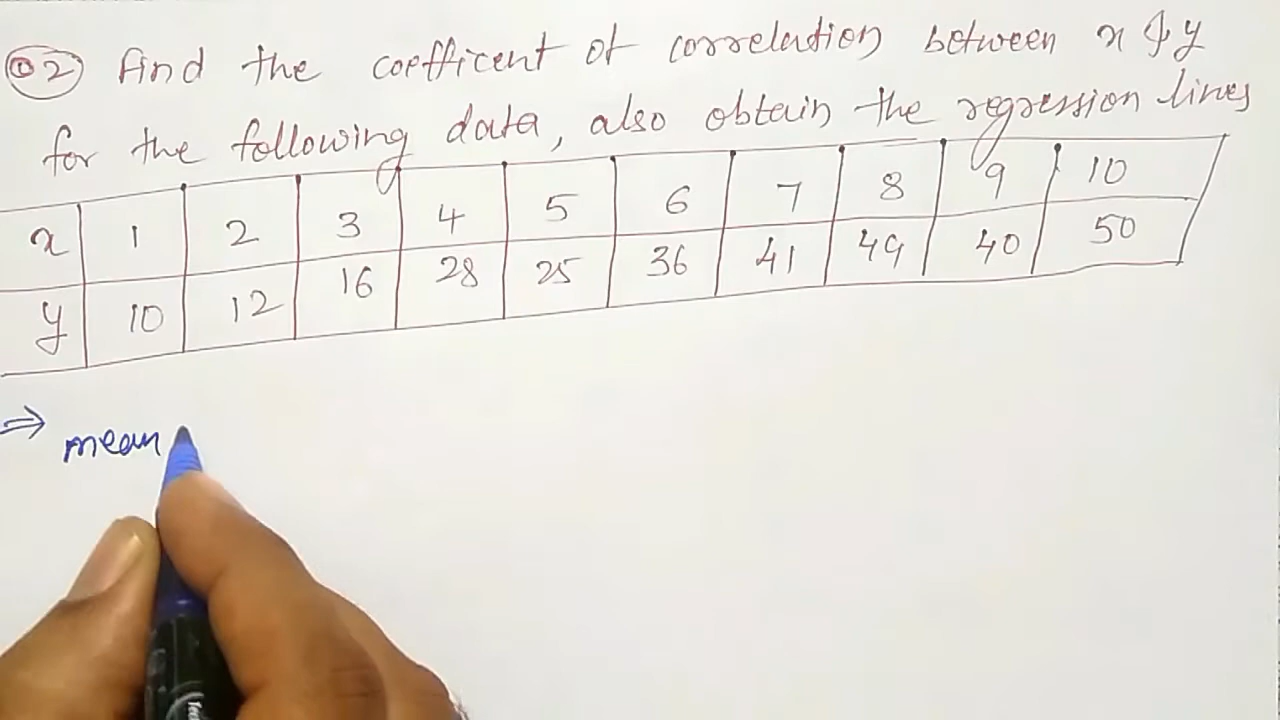 Q2 Find the coefficent of correlation between x & y
for the following data, also obtain the regression lines
x 1 2 3 4 5 6 7 8 9 10
y 10 12 16 28 25 36 41 49 40 50
⇒ mean